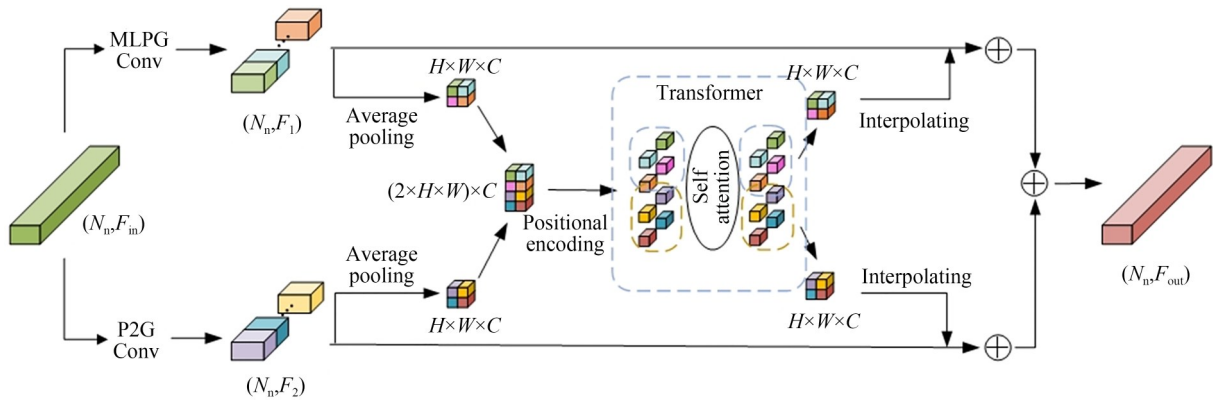 MLPG
Conv
(Nn,F1)
H×W×C
Average
pooling
Transformer
H×W×C
Interpolating
(Nn,Fin)
(2×H×W)×C
Positional
encoding
Self
attention
(Nn,Fout)
Average
pooling
H×W×C
Interpolating
H×W×C
P2G
Conv
(Nn,F2)